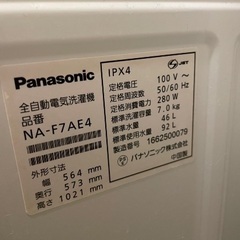 Panasonic
全自動電気洗濯機
品番
NA-F7AE4
外形寸法
幅 564 mm
奥行 573 mm
高さ 1021 mm
IPX4
JET
定格電圧 100 V～
定格周波数 50/60 Hz
定格消費電力 280 W
標準洗濯容量 7.0 kg
標準水量 46 L
標準使用水量 92 L
製造番号 1662500079
パナソニック株式会社
中国製